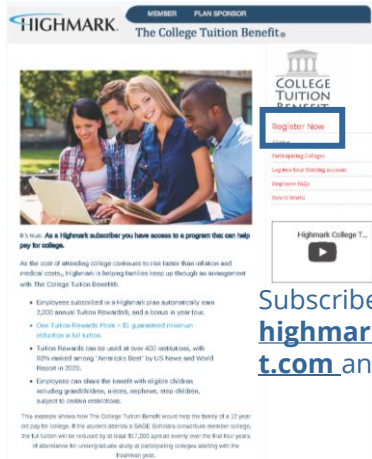 HIGHMARK.
MEMBER PLAN SPONSOR
The College Tuition Benefit®
COLLEGE
TUITION
BENEFIT
Register Now
Participating Colleges
Log Into Your Existing Account
Employee FAQs
How It Works
Highmark College T...
It's true. As a Highmark subscriber you have access to a program that can help
pay for college.
As the cost of attending college continues to rise faster than inflation and
medical costs,, Highmark is helping families keep up through an arrangement
with The College Tuition Benefit®.
Employees subscribed in a Highmark plan automatically earn
2,000 annual Tuition Rewards®, and a bonus in year four.
One Tuition Rewards Point = $1 guaranteed minimum
reduction in full tuition.
Tuition Rewards can be used at over 400 institutions, with
80% ranked among "America's Best" by US News and World
Report in 2020.
Employees can share the benefit with eligible children
including grandchildren, nieces, nephews, step-children,
subject to certain restrictions.
This example shows how The College Tuition Benefit would help the family of a 12 year
old pay for college. If the student attends a SAGE Scholars consortium member college,
the full tuition will be reduced by at least $17,000 spread evenly over the first four years
of attendance for undergraduate study at participating colleges starting with the
freshman year.
Subscribe
highmar
t.com an